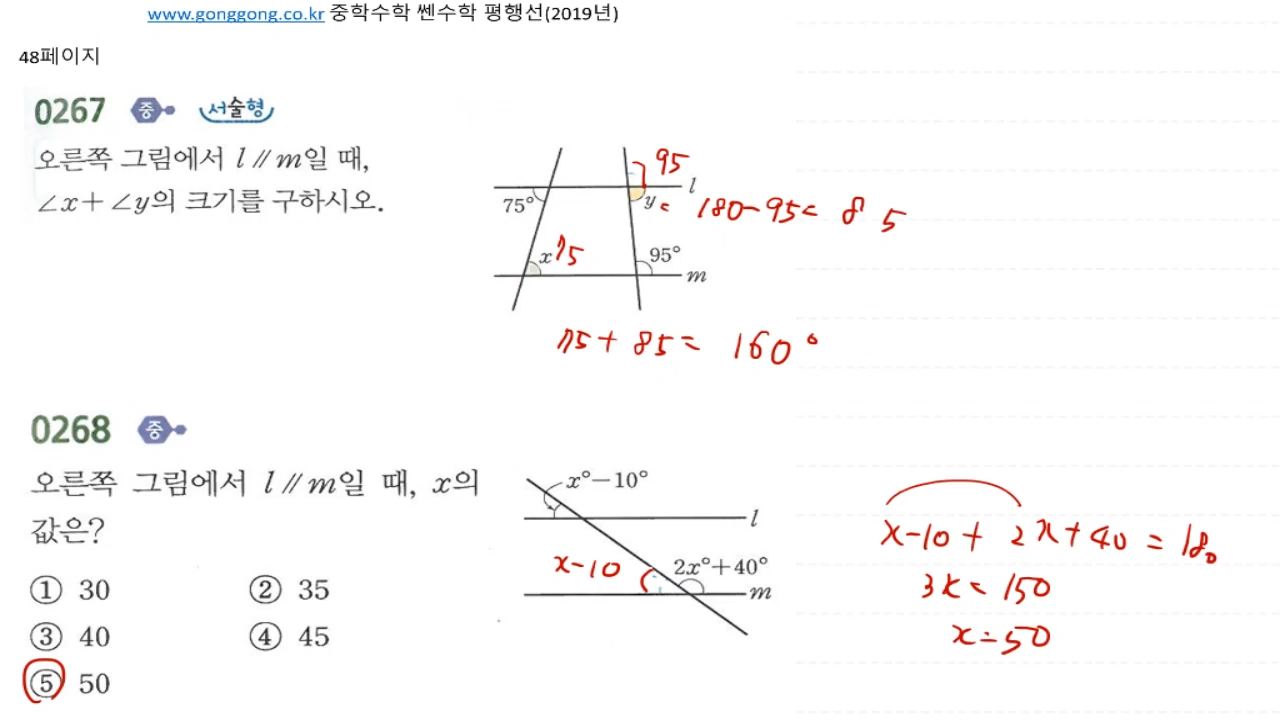 www.gonggong.co.kr 중학수학 쎈수학 평행선(2019년)
48페이지
0267 중 서술형
오른쪽 그림에서 l // m일 때,
∠x+∠y의 크기를 구하시오.
95
75° y l
= 180-95= 85
x 75 95°
m
75+85= 160°
0268 중
오른쪽 그림에서 l // m일 때, x의
값은?
① 30 ② 35
③ 40 ④ 45
⑤ 50
x°-10°
l
x-10 2x°+40°
m
x-10+ 2x+40 = 180
3x= 150
x=50